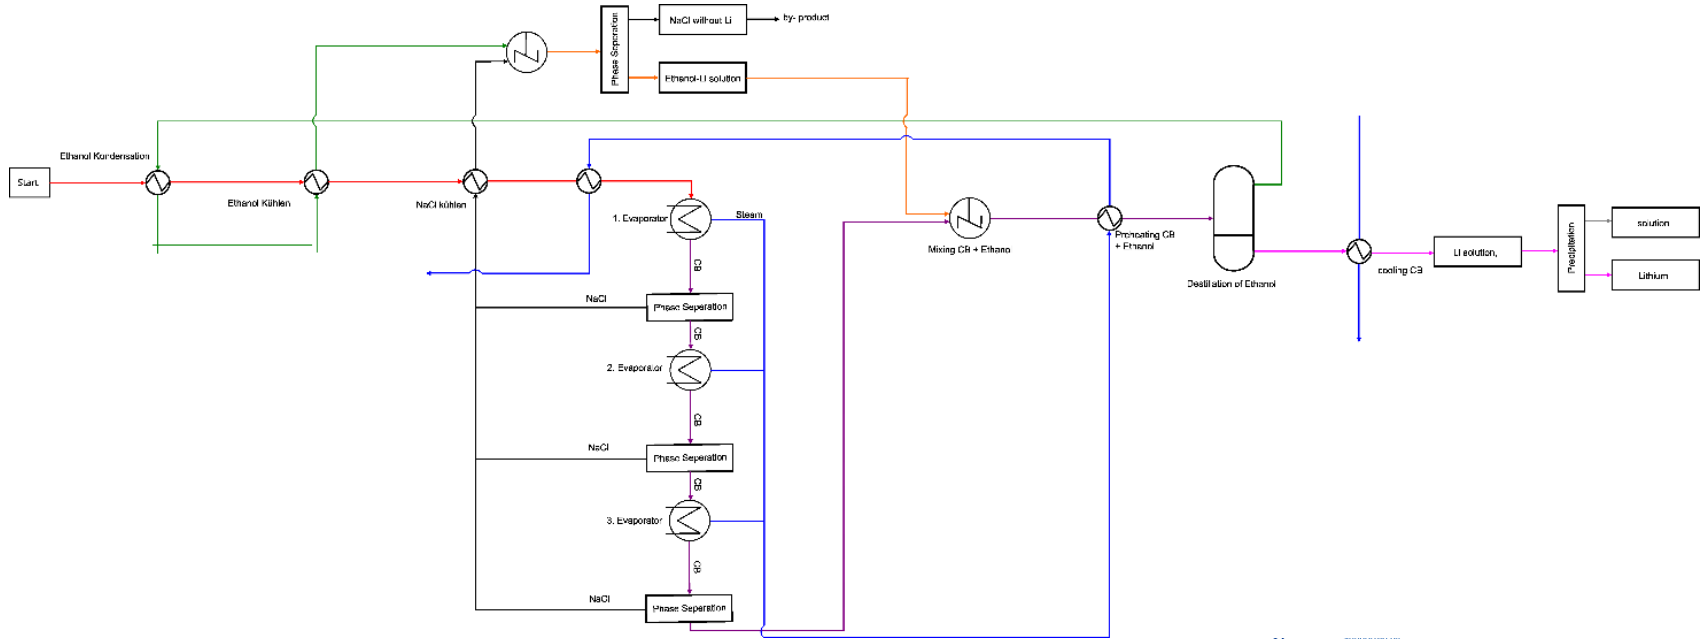 NaCl without Li
by- product
Phase Seperation
Ethanol-Li solution
Ethanol Kondensation
Start
Ethanol Kühlen
NaCl kühlen
1. Evaporator
Steam
CB
NaCl
Phase Seperation
CB
2. Evaporator
CB
NaCl
Phase Seperation
CB
3. Evaporator
CB
NaCl
Phase Seperation
Mixing CB + Ethanol
Preheating CB
+ Ethanol
Destillation of Ethanol
cooling CB
Li solution,
Precipitation
solution
Lithium